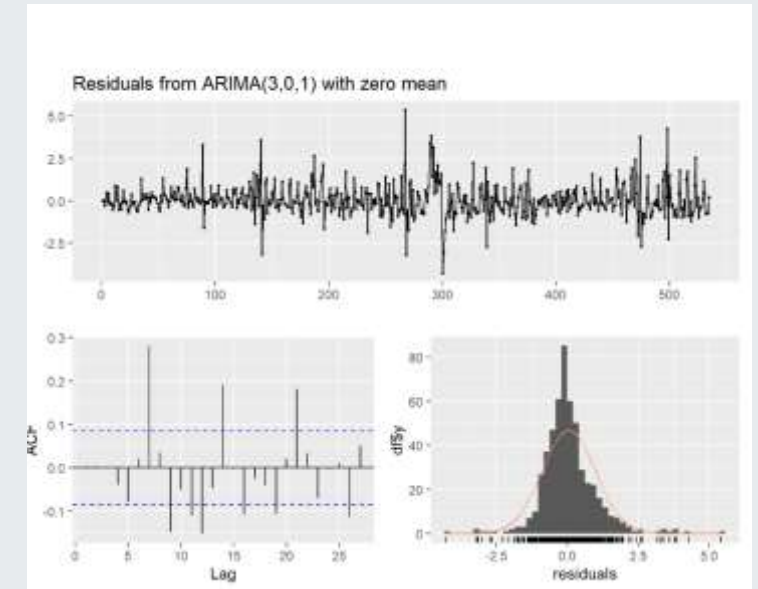 Residuals from ARIMA(3,0,1) with zero mean
5.0
2.5
0.0
-2.5
0 100 200 300 400 500
0.3
0.2
0.1
0.0
-0.1
ACF
0 5 10 15 20 25
Lag
80
60
40
20
0
df$y
-2.5 0.0 2.5 5.0
residuals